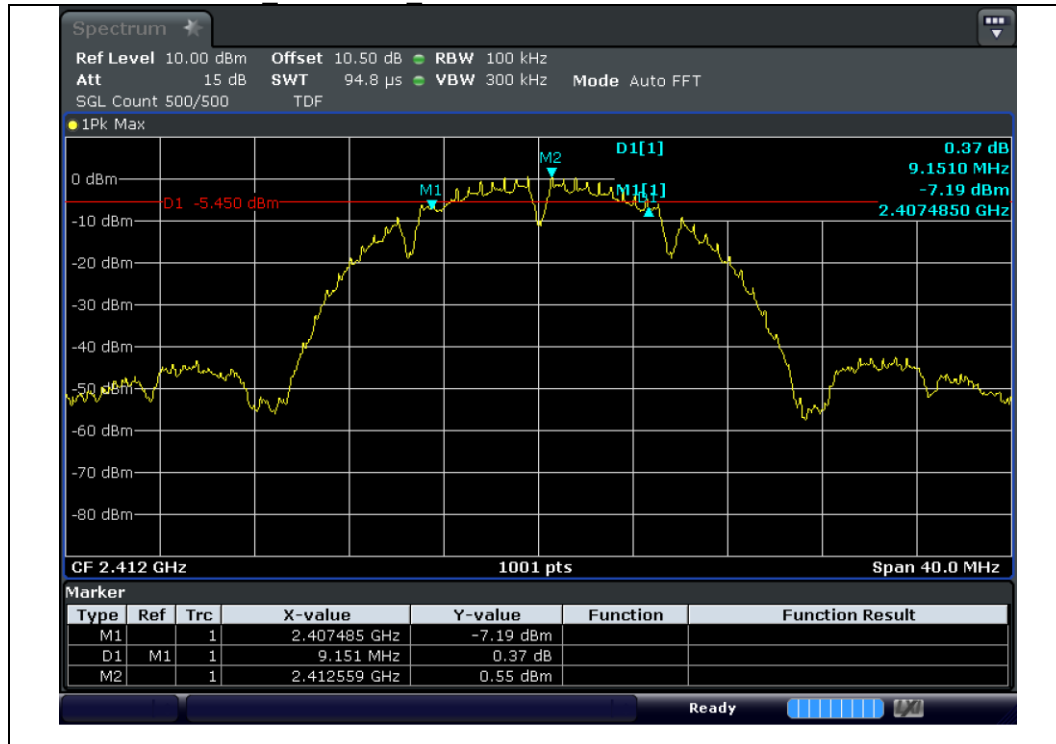 Spectrum
Ref Level 10.00 dBm Offset 10.50 dB RBW 100 kHz
Att 15 dB SWT 94.8 µs VBW 300 kHz Mode Auto FFT
SGL Count 500/500 TDF
1Pk Max
D1[1] 0.37 dB
9.1510 MHz
M1[1] -7.19 dBm
2.4074850 GHz
M2
M1
D1
0 dBm
D1 -5.450 dBm
-10 dBm
-20 dBm
-30 dBm
-40 dBm
-50 dBm
-60 dBm
-70 dBm
-80 dBm
CF 2.412 GHz 1001 pts Span 40.0 MHz
Marker
Type Ref Trc X-value Y-value Function Function Result
M1 1 2.407485 GHz -7.19 dBm
D1 M1 1 9.151 MHz 0.37 dB
M2 1 2.412559 GHz 0.55 dBm
Ready